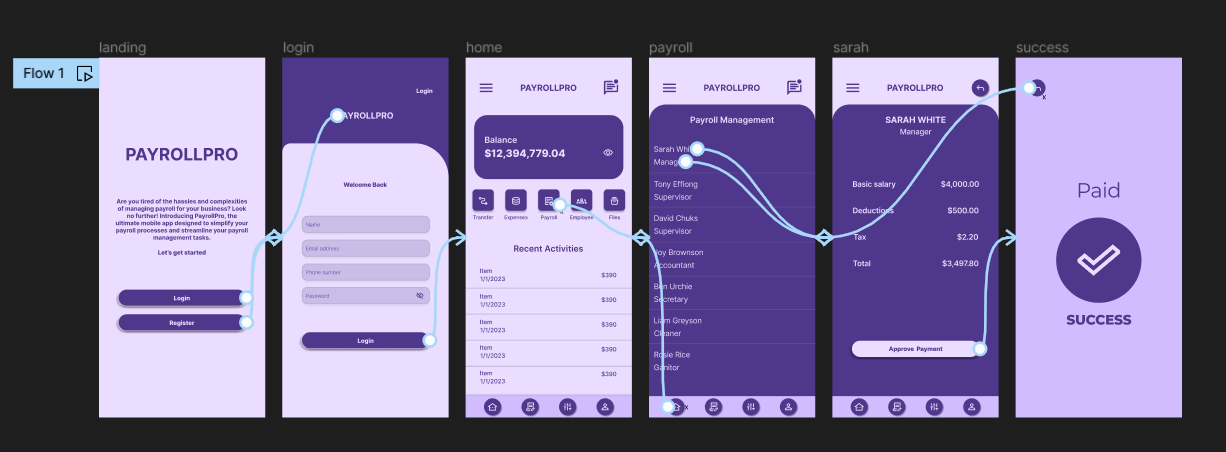 landing
login
home
payroll
sarah
success
Flow 1
PAYROLLPRO
Are you tired of the hassles and complexities
of managing payroll for your business? Look
no further! Introducing PayrollPro, the
ultimate mobile app designed to simplify your
payroll processes and streamline your payroll
management tasks.
Let's get started
Login
Register
Login
AYROLLPRO
Welcome Back
Name
Email address
Phone number
Password
Login
PAYROLLPRO
Balance
$12,394,779.04
Transfer
Expenses
Payroll
Employee
Files
Recent Activities
Item
1/1/2023
$390
Item
1/1/2023
$390
Item
1/1/2023
$390
Item
1/1/2023
$390
Item
1/1/2023
$390
PAYROLLPRO
Payroll Management
Sarah Whi
Manag
Tony Effiong
Supervisor
David Chuks
Supervisor
Joy Brownson
Accountant
Ben Urchie
Secretary
Liam Greyson
Cleaner
Rosie Rice
Ganitor
x
PAYROLLPRO
SARAH WHITE
Manager
Basic salary
$4,000.00
Deductions
$500.00
Tax
$2.20
Total
$3,497.80
Approve Payment
x
Paid
SUCCESS